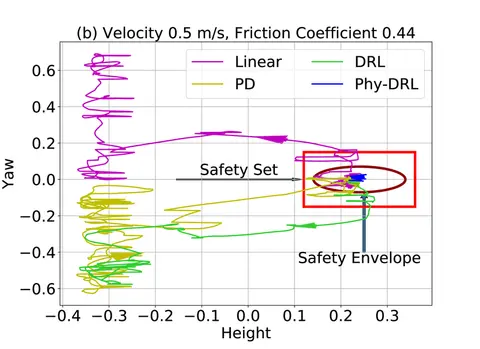 (b) Velocity 0.5 m/s, Friction Coefficient 0.44
Linear
PD
DRL
Phy-DRL
Safety Set
Safety Envelope
Yaw
0.6
0.4
0.2
0.0
−0.2
−0.4
−0.6
−0.4 −0.3 −0.2 −0.1 0.0 0.1 0.2 0.3
Height